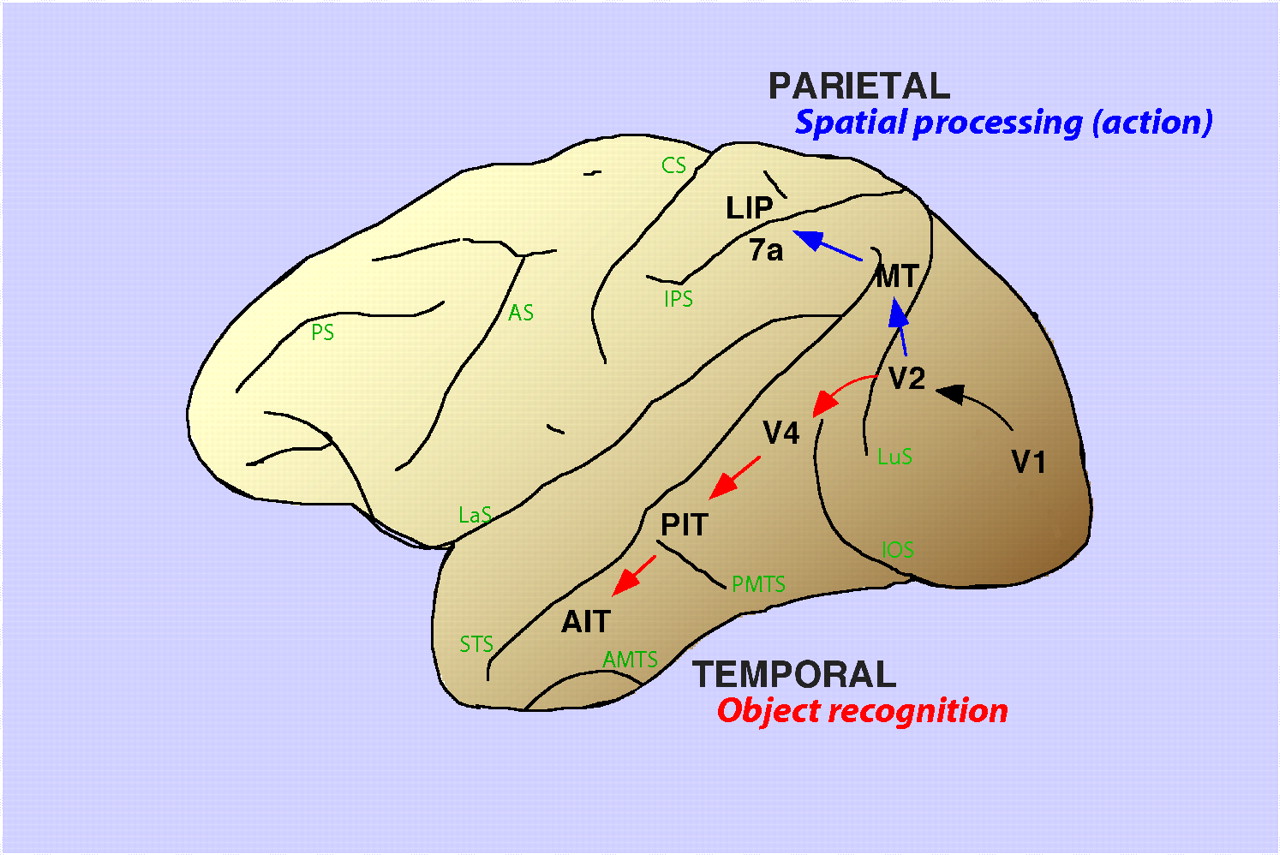 PARIETAL
Spatial processing (action)
CS
LIP
7a
MT
IPS
AS
PS
V2
V4
V1
LuS
LaS
PIT
IOS
PMTS
AIT
STS
AMTS
TEMPORAL
Object recognition